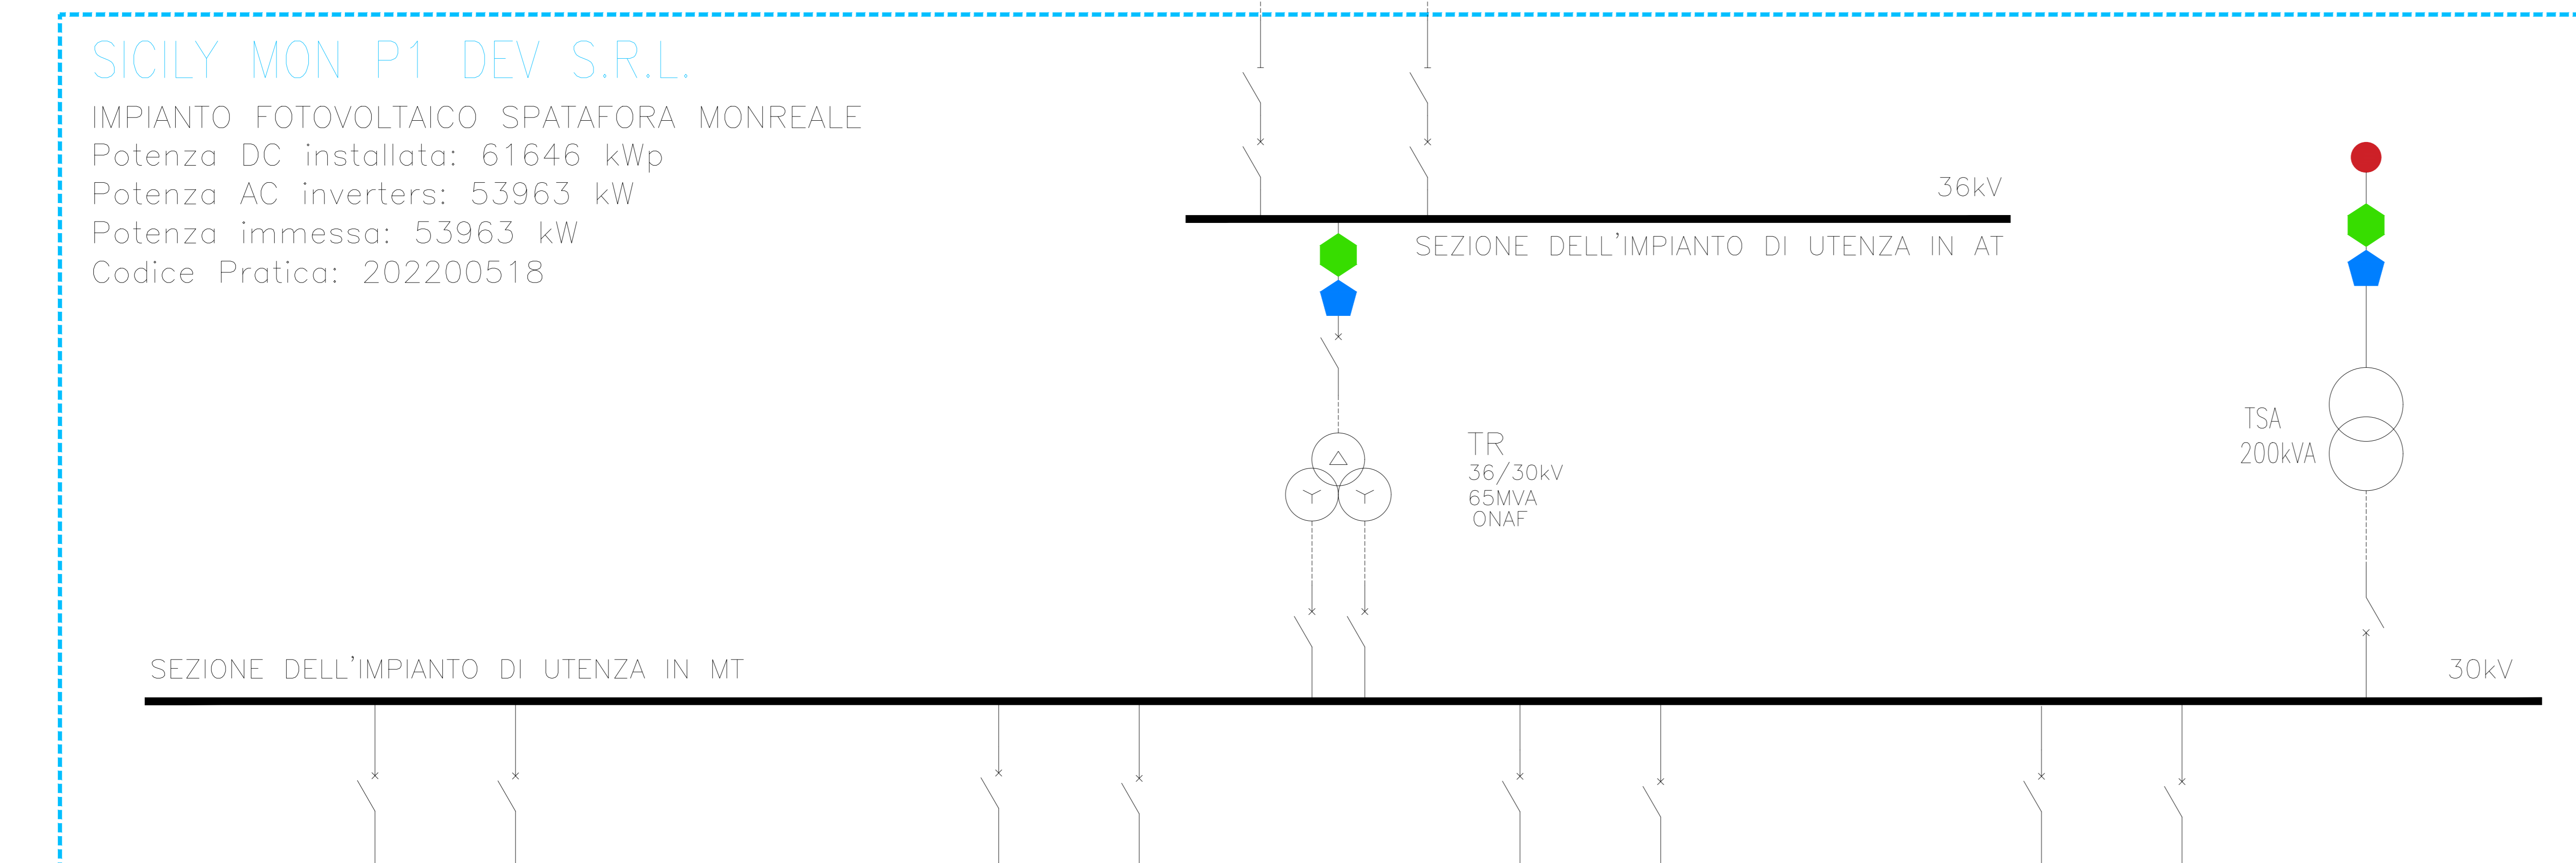 SICILY MON P1 DEV S.R.L.
IMPIANTO FOTOVOLTAICO SPATAFORA MONREALE
Potenza DC installata: 61646 kWp
Potenza AC inverters: 53963 kW
Potenza immessa: 53963 kW
Codice Pratica: 202200518
36kV
SEZIONE DELL'IMPIANTO DI UTENZA IN AT
TR
36/30kV
65MVA
ONAF
TSA
200kVA
SEZIONE DELL'IMPIANTO DI UTENZA IN MT
30kV